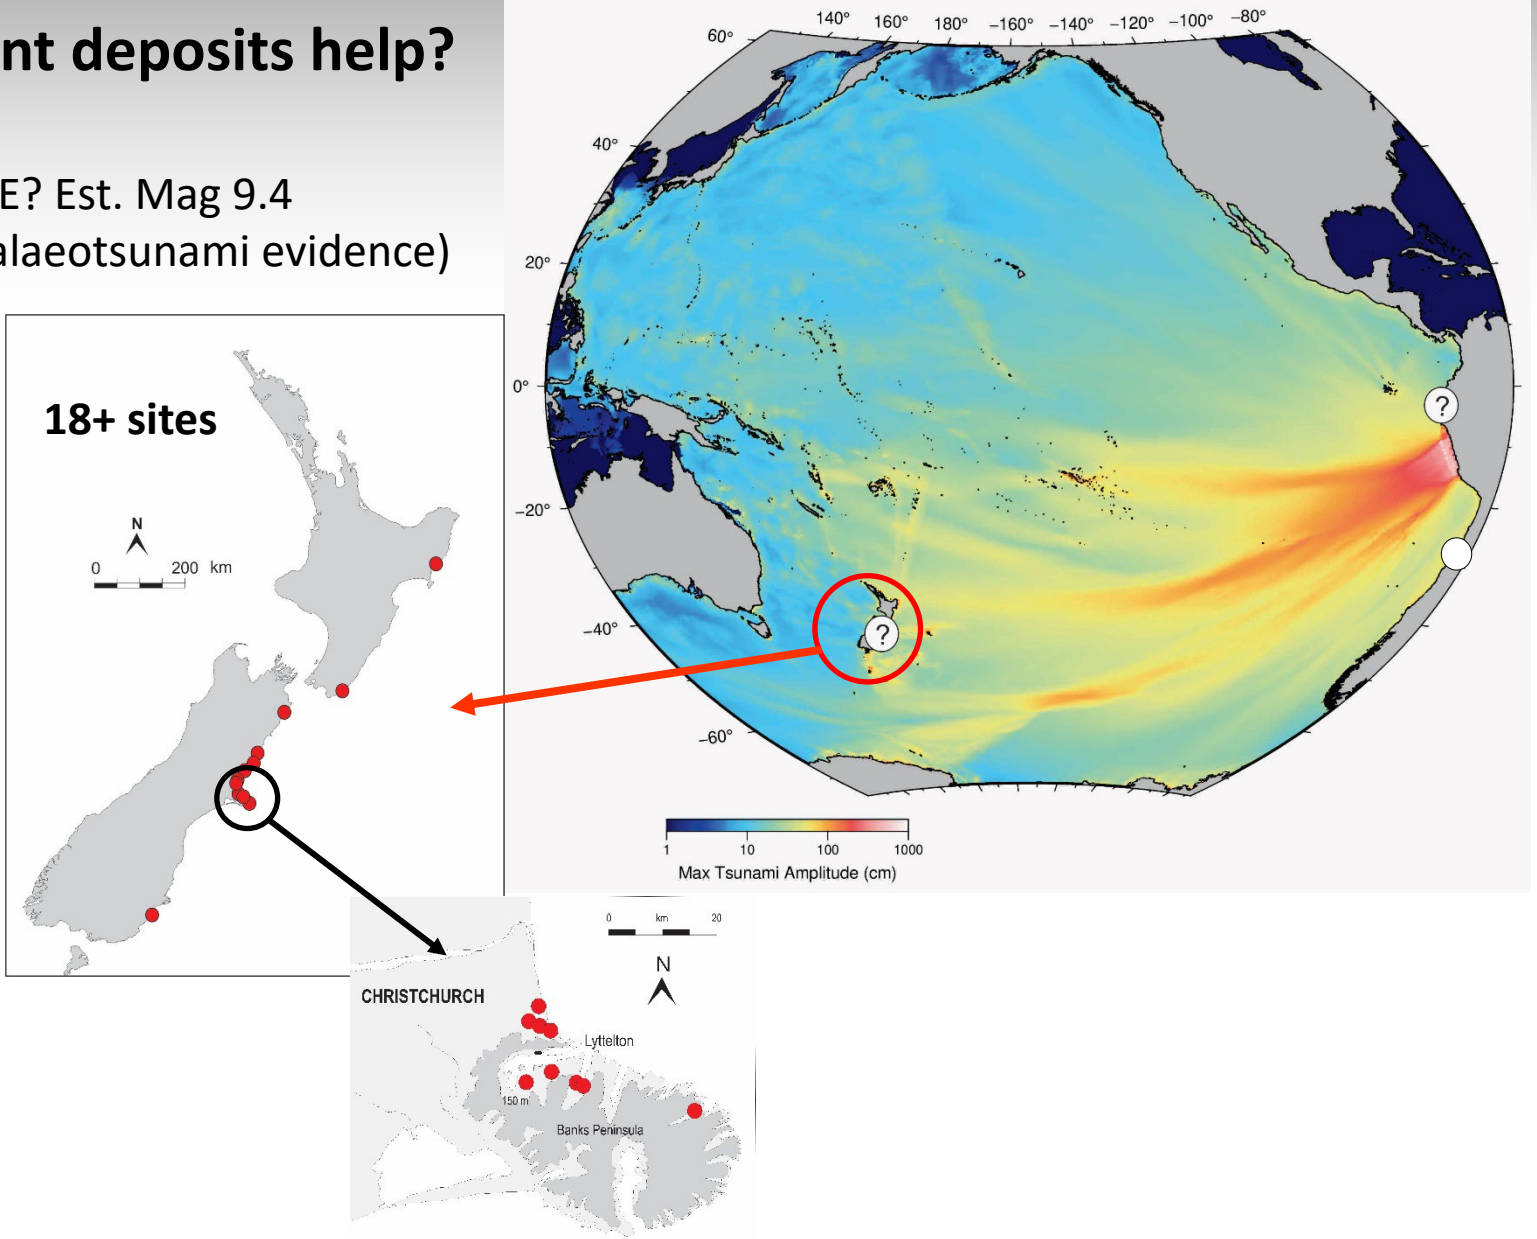 nt deposits help?
E? Est. Mag 9.4
alaeotsunami evidence)
18+ sites
N
0 200 km
140° 160° 180° −160° −140° −120° −100° −80°
60°
40°
20°
0°
−20°
−40°
−60°
?
?
1 10 100 1000
Max Tsunami Amplitude (cm)
0 km 20
N
CHRISTCHURCH
Lyttelton
150 m
Banks Peninsula